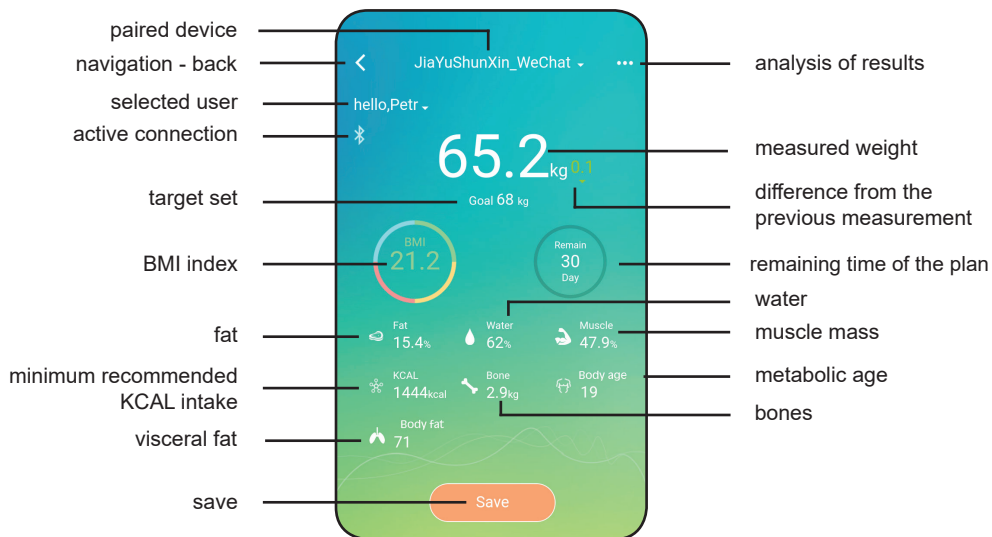 paired device
navigation - back
selected user
active connection
target set
BMI index
fat
minimum recommended
KCAL intake
visceral fat
save
JiaYuShunXin_WeChat
hello,Petr
65.2kg 0.1
Goal 68 kg
BMI
21.2
Remain
30
Day
Fat
15.4%
Water
62%
Muscle
47.9%
KCAL
1444kcal
Bone
2.9kg
Body age
19
Body fat
71
Save
analysis of results
measured weight
difference from the
previous measurement
remaining time of the plan
water
muscle mass
metabolic age
bones